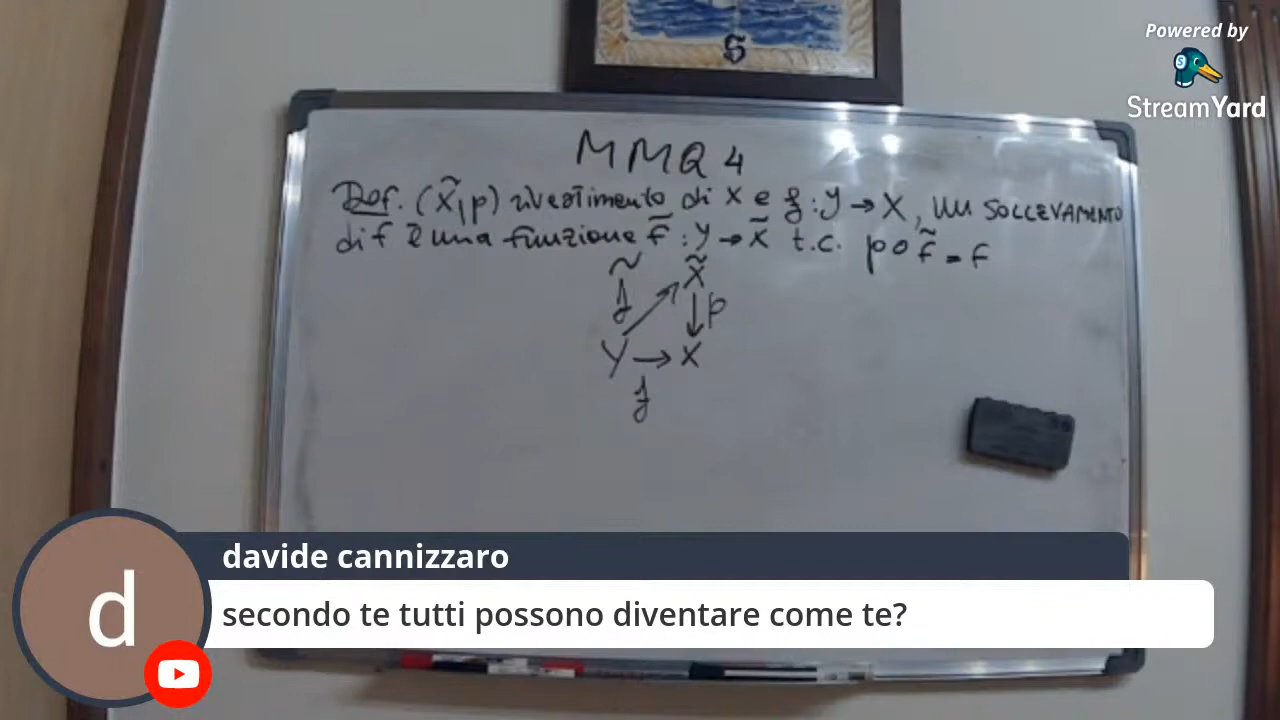 Powered by
StreamYard
S
MMQ 4
Def. (X̃,p) rivestimento di X e f:Y→X, un SOLLEVAMENTO
di f è una funzione f̃:Y→X̃ t.c. p∘f̃=f
f̃ X̃
↗ ↓p
Y → X
f
davide cannizzaro
d
secondo te tutti possono diventare come te?